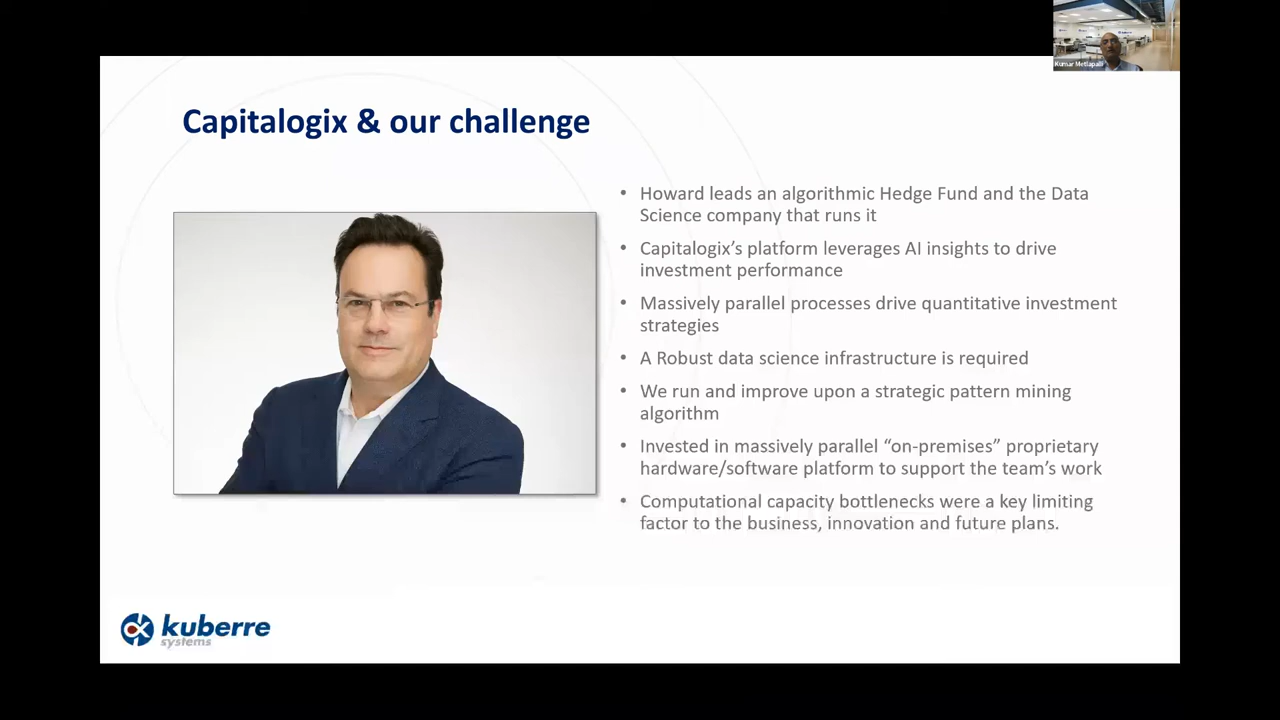 Kumar Metlapalli
Capitalogix & our challenge
• Howard leads an algorithmic Hedge Fund and the Data
Science company that runs it
• Capitalogix’s platform leverages AI insights to drive
investment performance
• Massively parallel processes drive quantitative investment
strategies
• A Robust data science infrastructure is required
• We run and improve upon a strategic pattern mining
algorithm
• Invested in massively parallel “on-premises” proprietary
hardware/software platform to support the team’s work
• Computational capacity bottlenecks were a key limiting
factor to the business, innovation and future plans.
kuberre
systems